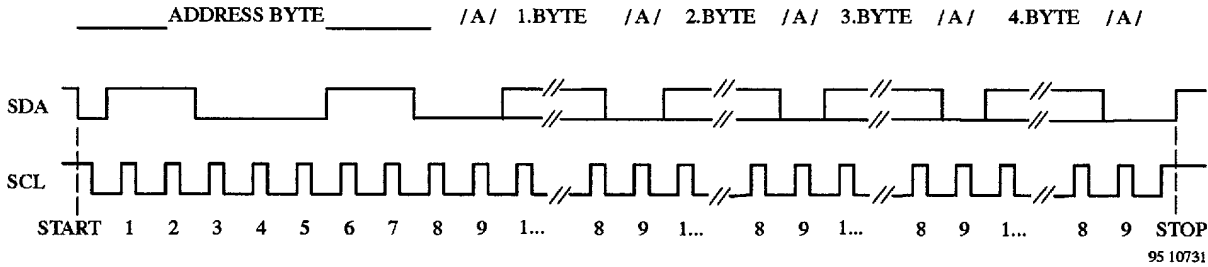 ADDRESS BYTE /A/ 1.BYTE /A/ 2.BYTE /A/ 3.BYTE /A/ 4.BYTE /A/
SDA
SCL
START 1 2 3 4 5 6 7 8 9 1... 8 9 1... 8 9 1... 8 9 1... 8 9 STOP
95 10731